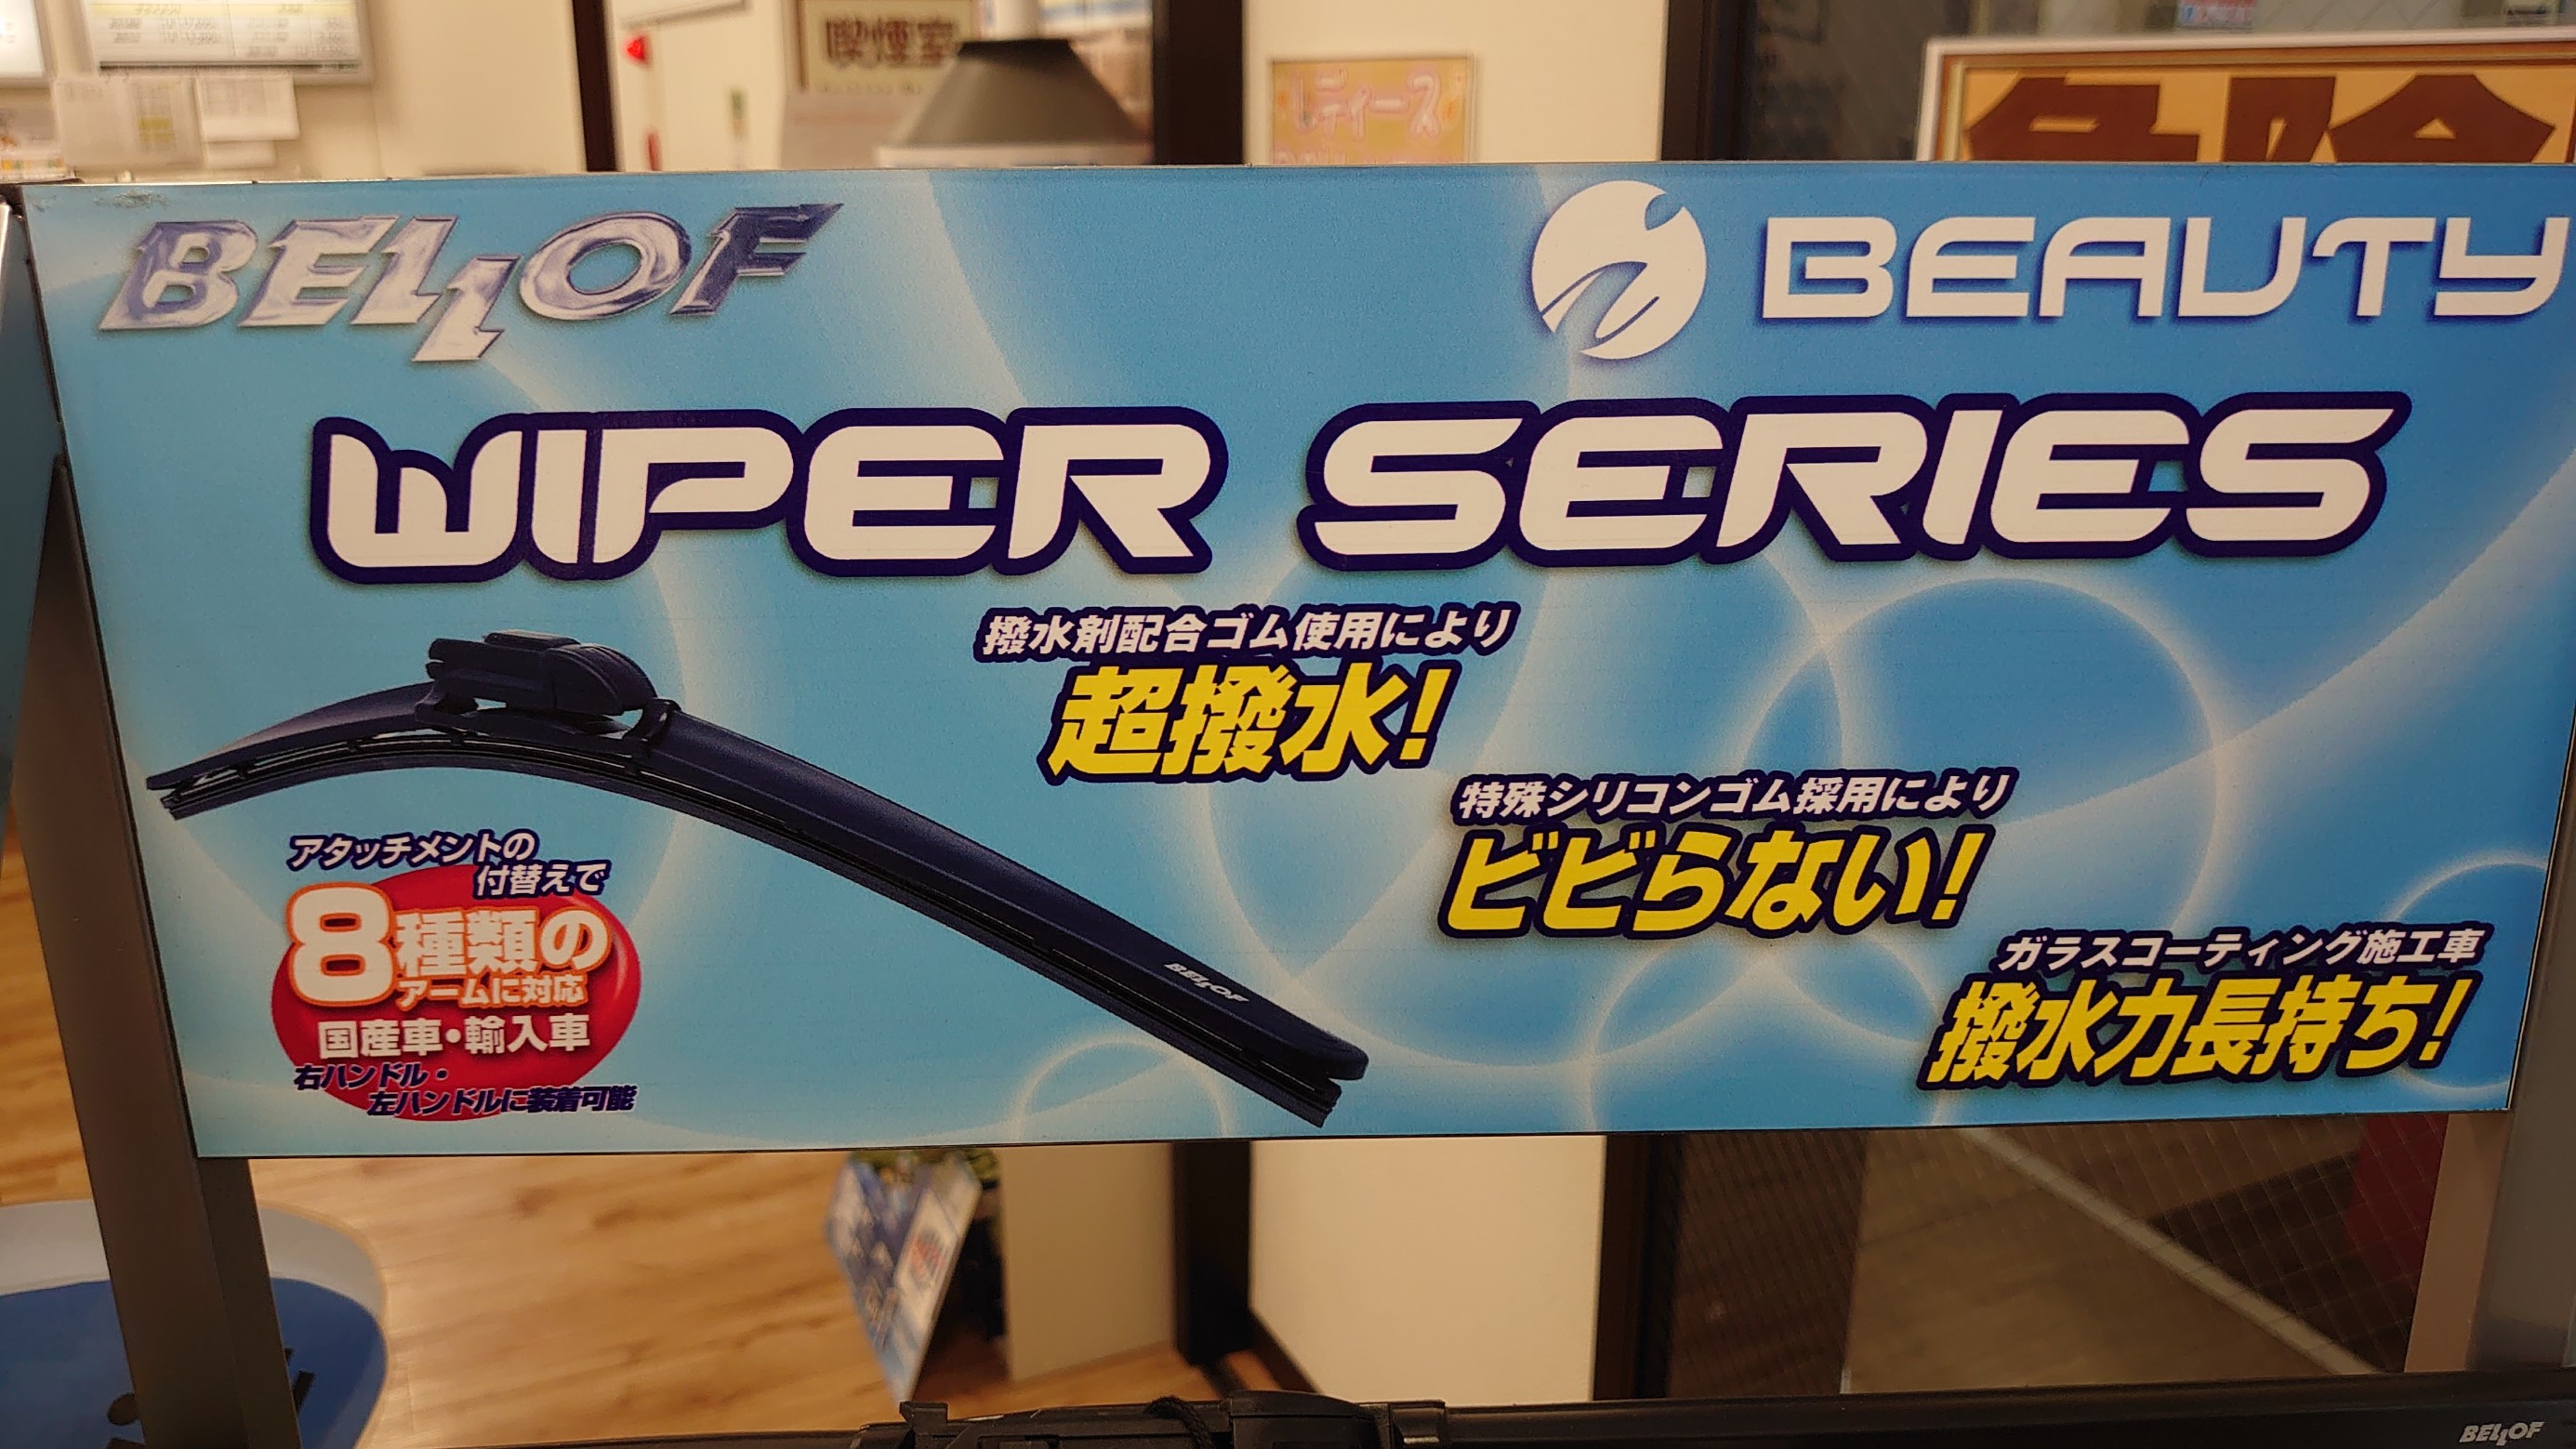 喫煙室
レディース
危険
BELLOF
BEAUTY
WIPER SERIES
撥水剤配合ゴム使用により
超撥水!
特殊シリコンゴム採用により
ビビらない!
ガラスコーティング施工車
撥水力長持ち!
アタッチメントの
付替えで
8種類の
アームに対応
国産車・輸入車
右ハンドル・
左ハンドルに装着可能
BELLOF
BELLOF